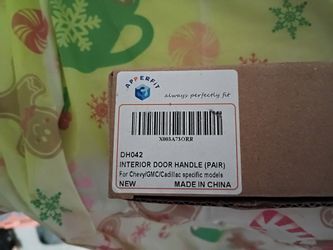 APPERFIT
always perfectly fit
X003A73ORR
DH042
INTERIOR DOOR HANDLE (PAIR)
For Chevy/GMC/Cadillac specific models
NEW MADE IN CHINA